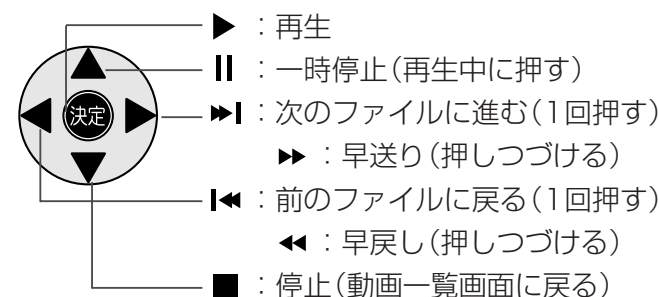 ▶：再生
⏸：一時停止（再生中に押す）
決定
⏭：次のファイルに進む（1回押す）
⏩：早送り（押しつづける）
⏮：前のファイルに戻る（1回押す）
⏪：早戻し（押しつづける）
■：停止（動画一覧画面に戻る）